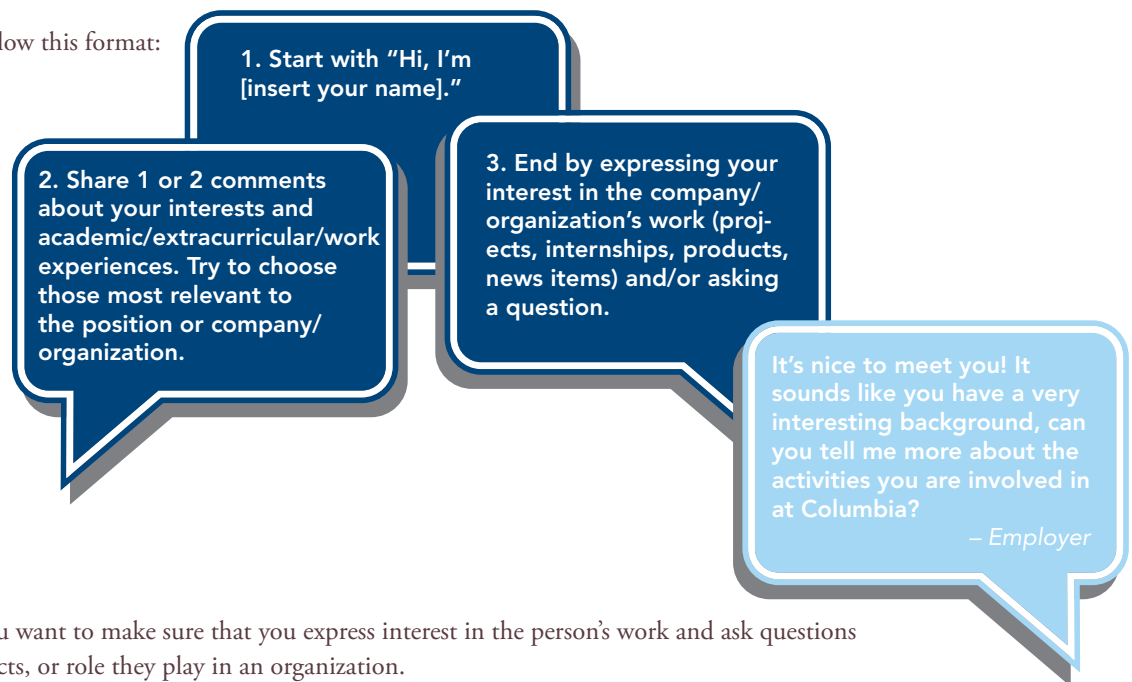 low this format:
1. Start with “Hi, I’m
[insert your name].”
2. Share 1 or 2 comments
about your interests and
academic/extracurricular/work
experiences. Try to choose
those most relevant to
the position or company/
organization.
3. End by expressing your
interest in the company/
organization’s work (proj-
ects, internships, products,
news items) and/or asking
a question.
It’s nice to meet you! It
sounds like you have a very
interesting background, can
you tell me more about the
activities you are involved in
at Columbia?
– Employer
u want to make sure that you express interest in the person’s work and ask questions
cts, or role they play in an organization.